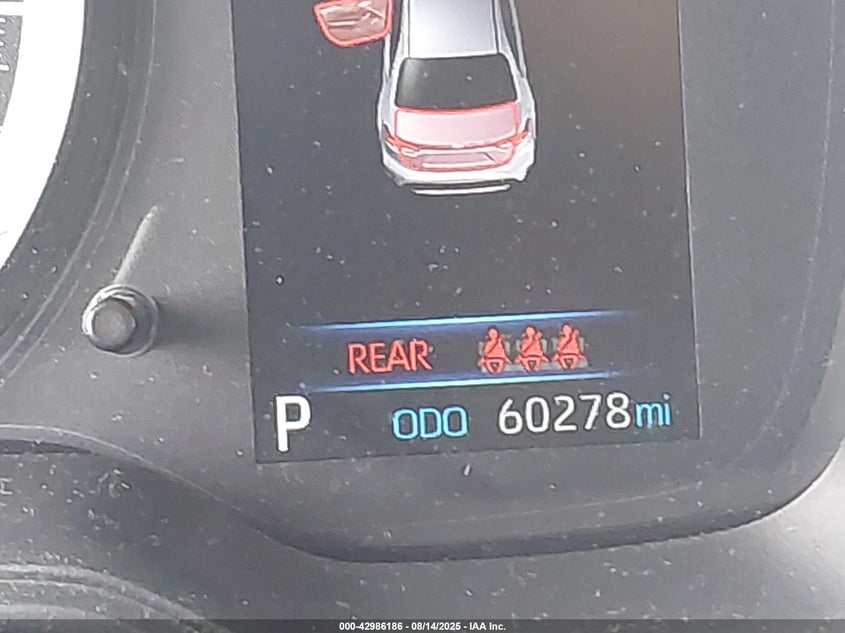 REAR
P ODO 60278mi
000-42986186 - 08/14/2025 - IAA Inc.